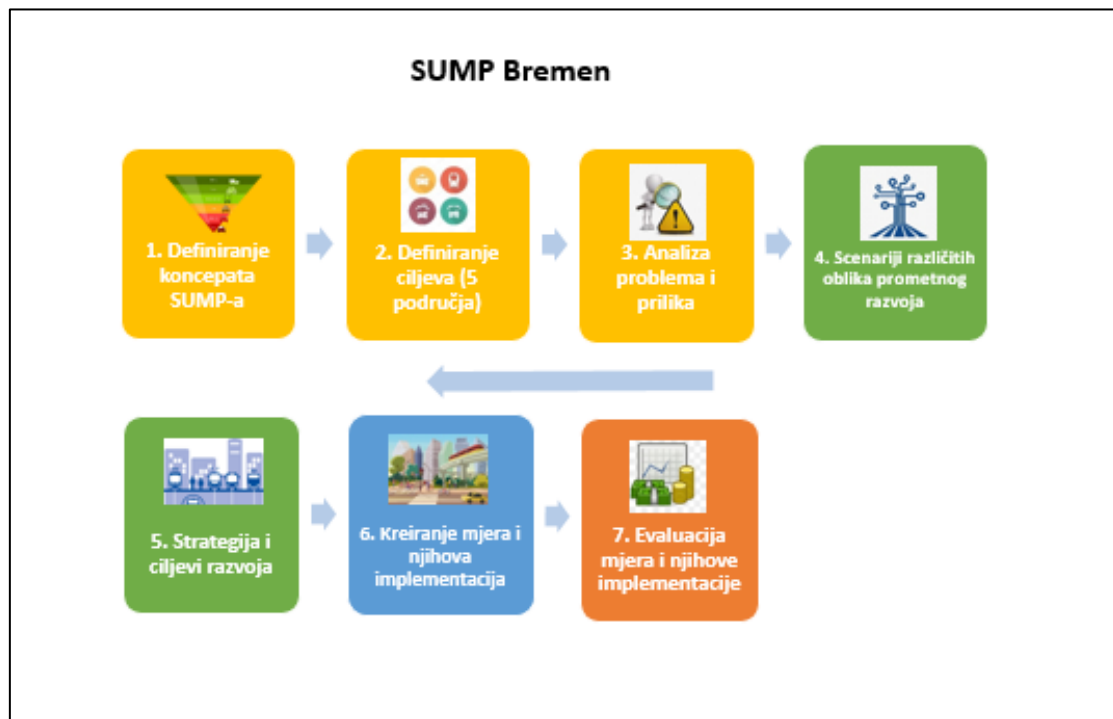 SUMP Bremen
1. Definiranje
koncepata
SUMP-a
2. Definiranje
ciljeva (5
područja)
3. Analiza
problema i
prilika
4. Scenariji različitih
oblika prometnog
razvoja
5. Strategija i
ciljevi razvoja
6. Kreiranje mjera i
njihova
implementacija
7. Evaluacija
mjera i njihove
implementacije